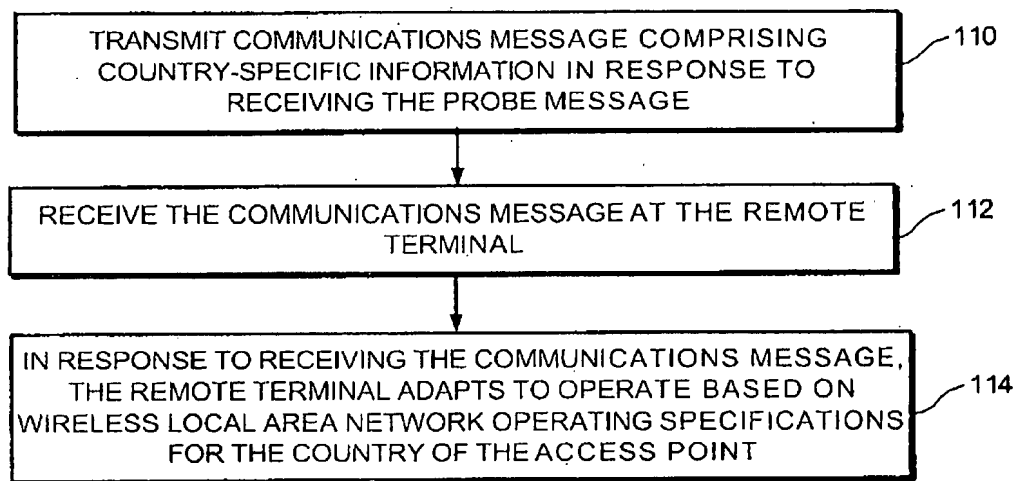 TRANSMIT COMMUNICATIONS MESSAGE COMPRISING
COUNTRY-SPECIFIC INFORMATION IN RESPONSE TO
RECEIVING THE PROBE MESSAGE
110
RECEIVE THE COMMUNICATIONS MESSAGE AT THE REMOTE
TERMINAL
112
IN RESPONSE TO RECEIVING THE COMMUNICATIONS MESSAGE,
THE REMOTE TERMINAL ADAPTS TO OPERATE BASED ON
WIRELESS LOCAL AREA NETWORK OPERATING SPECIFICATIONS
FOR THE COUNTRY OF THE ACCESS POINT
114